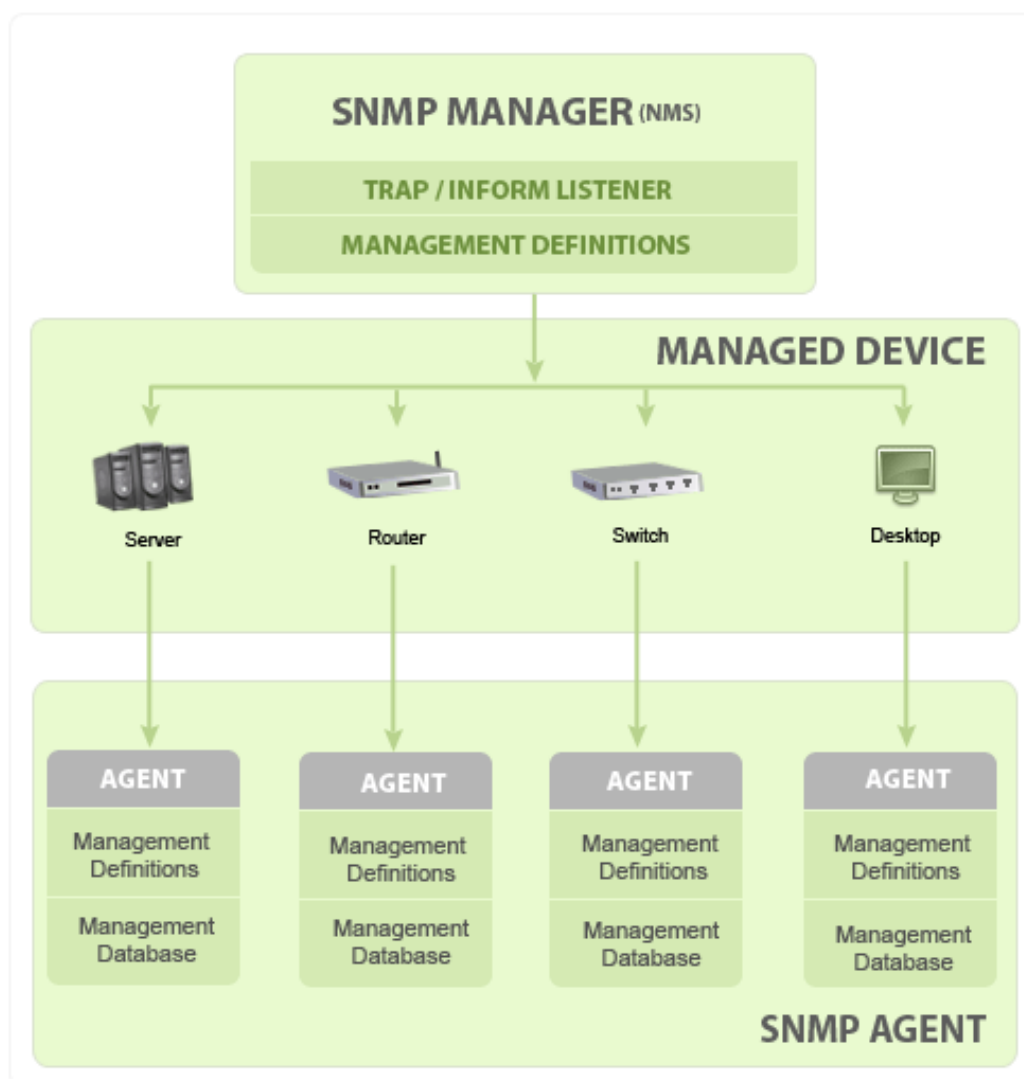 SNMP MANAGER (NMS)
TRAP / INFORM LISTENER
MANAGEMENT DEFINITIONS
MANAGED DEVICE
Server
Router
Switch
Desktop
AGENT
Management
Definitions
Management
Database
AGENT
Management
Definitions
Management
Database
AGENT
Management
Definitions
Management
Database
AGENT
Management
Definitions
Management
Database
SNMP AGENT